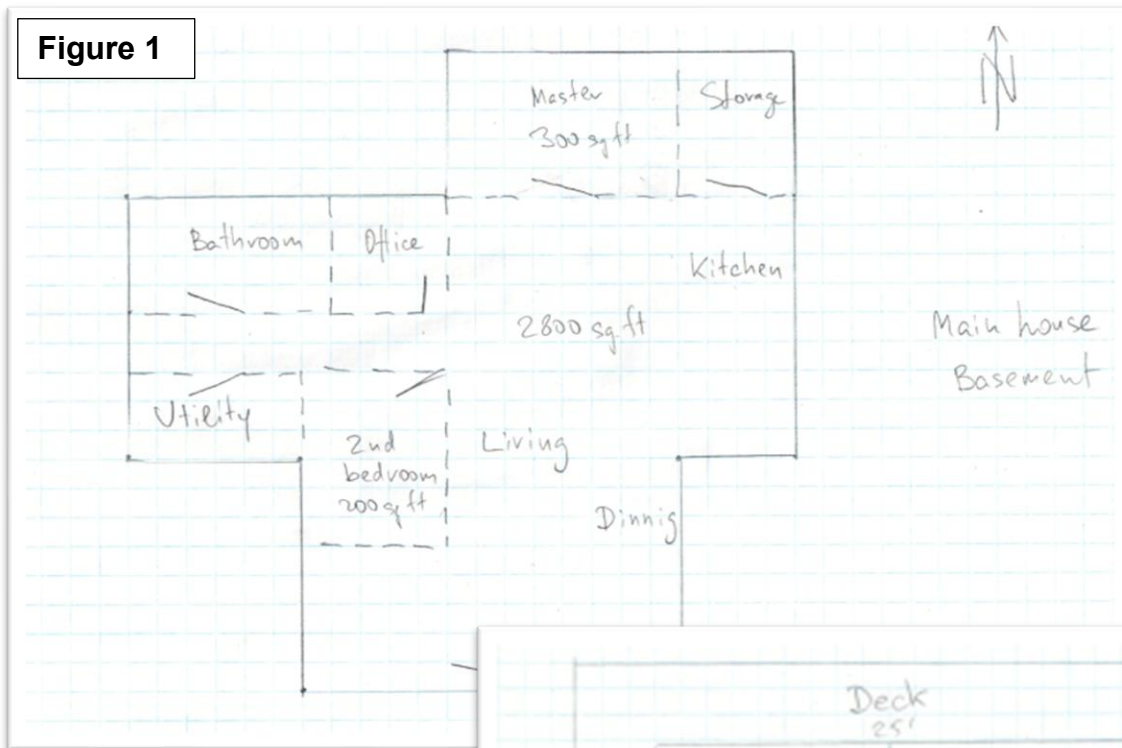 Figure 1
N
Master
300 sq ft
Storage
Bathroom
Office
Kitchen
2800 sq ft
Main house
Basement
Utility
2nd
bedroom
200 sq ft
Living
Dinnig
Deck
25'